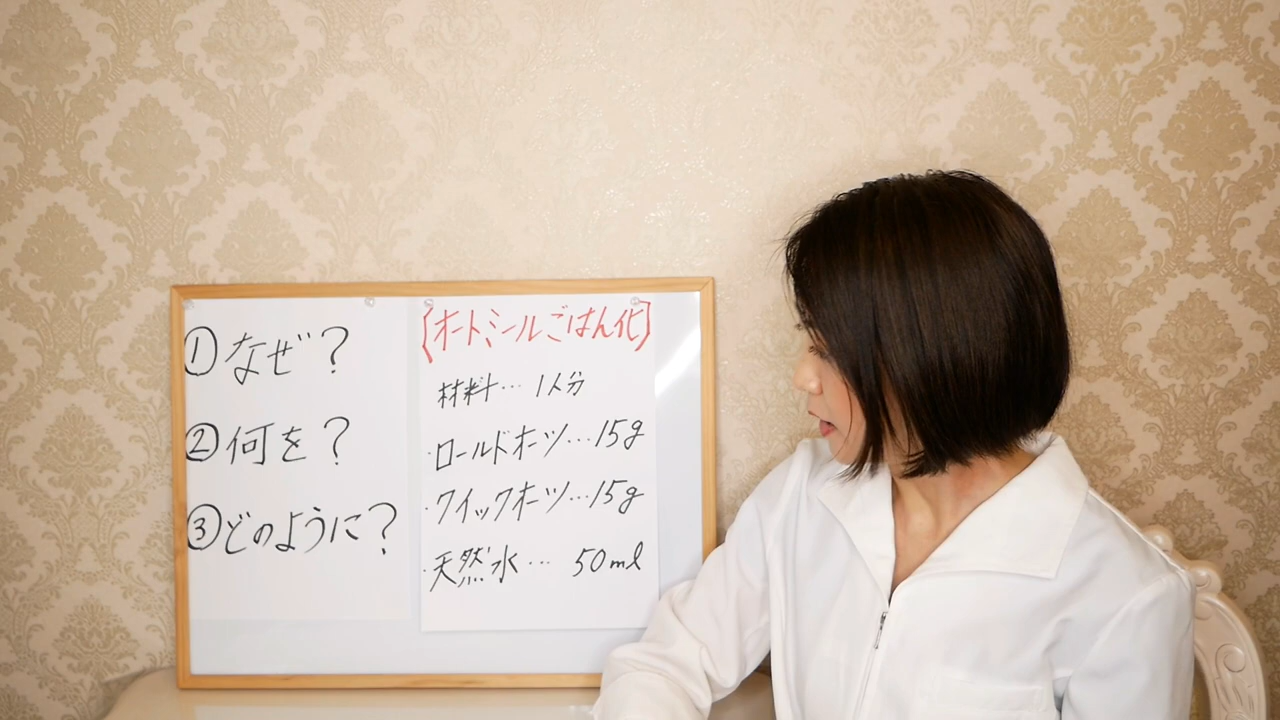 ①なぜ？
②何を？
③どのように？
【オートミールごはん化】
材料…1人分
・ロールドオーツ…15g
・クイックオーツ…15g
・天然水…50ml